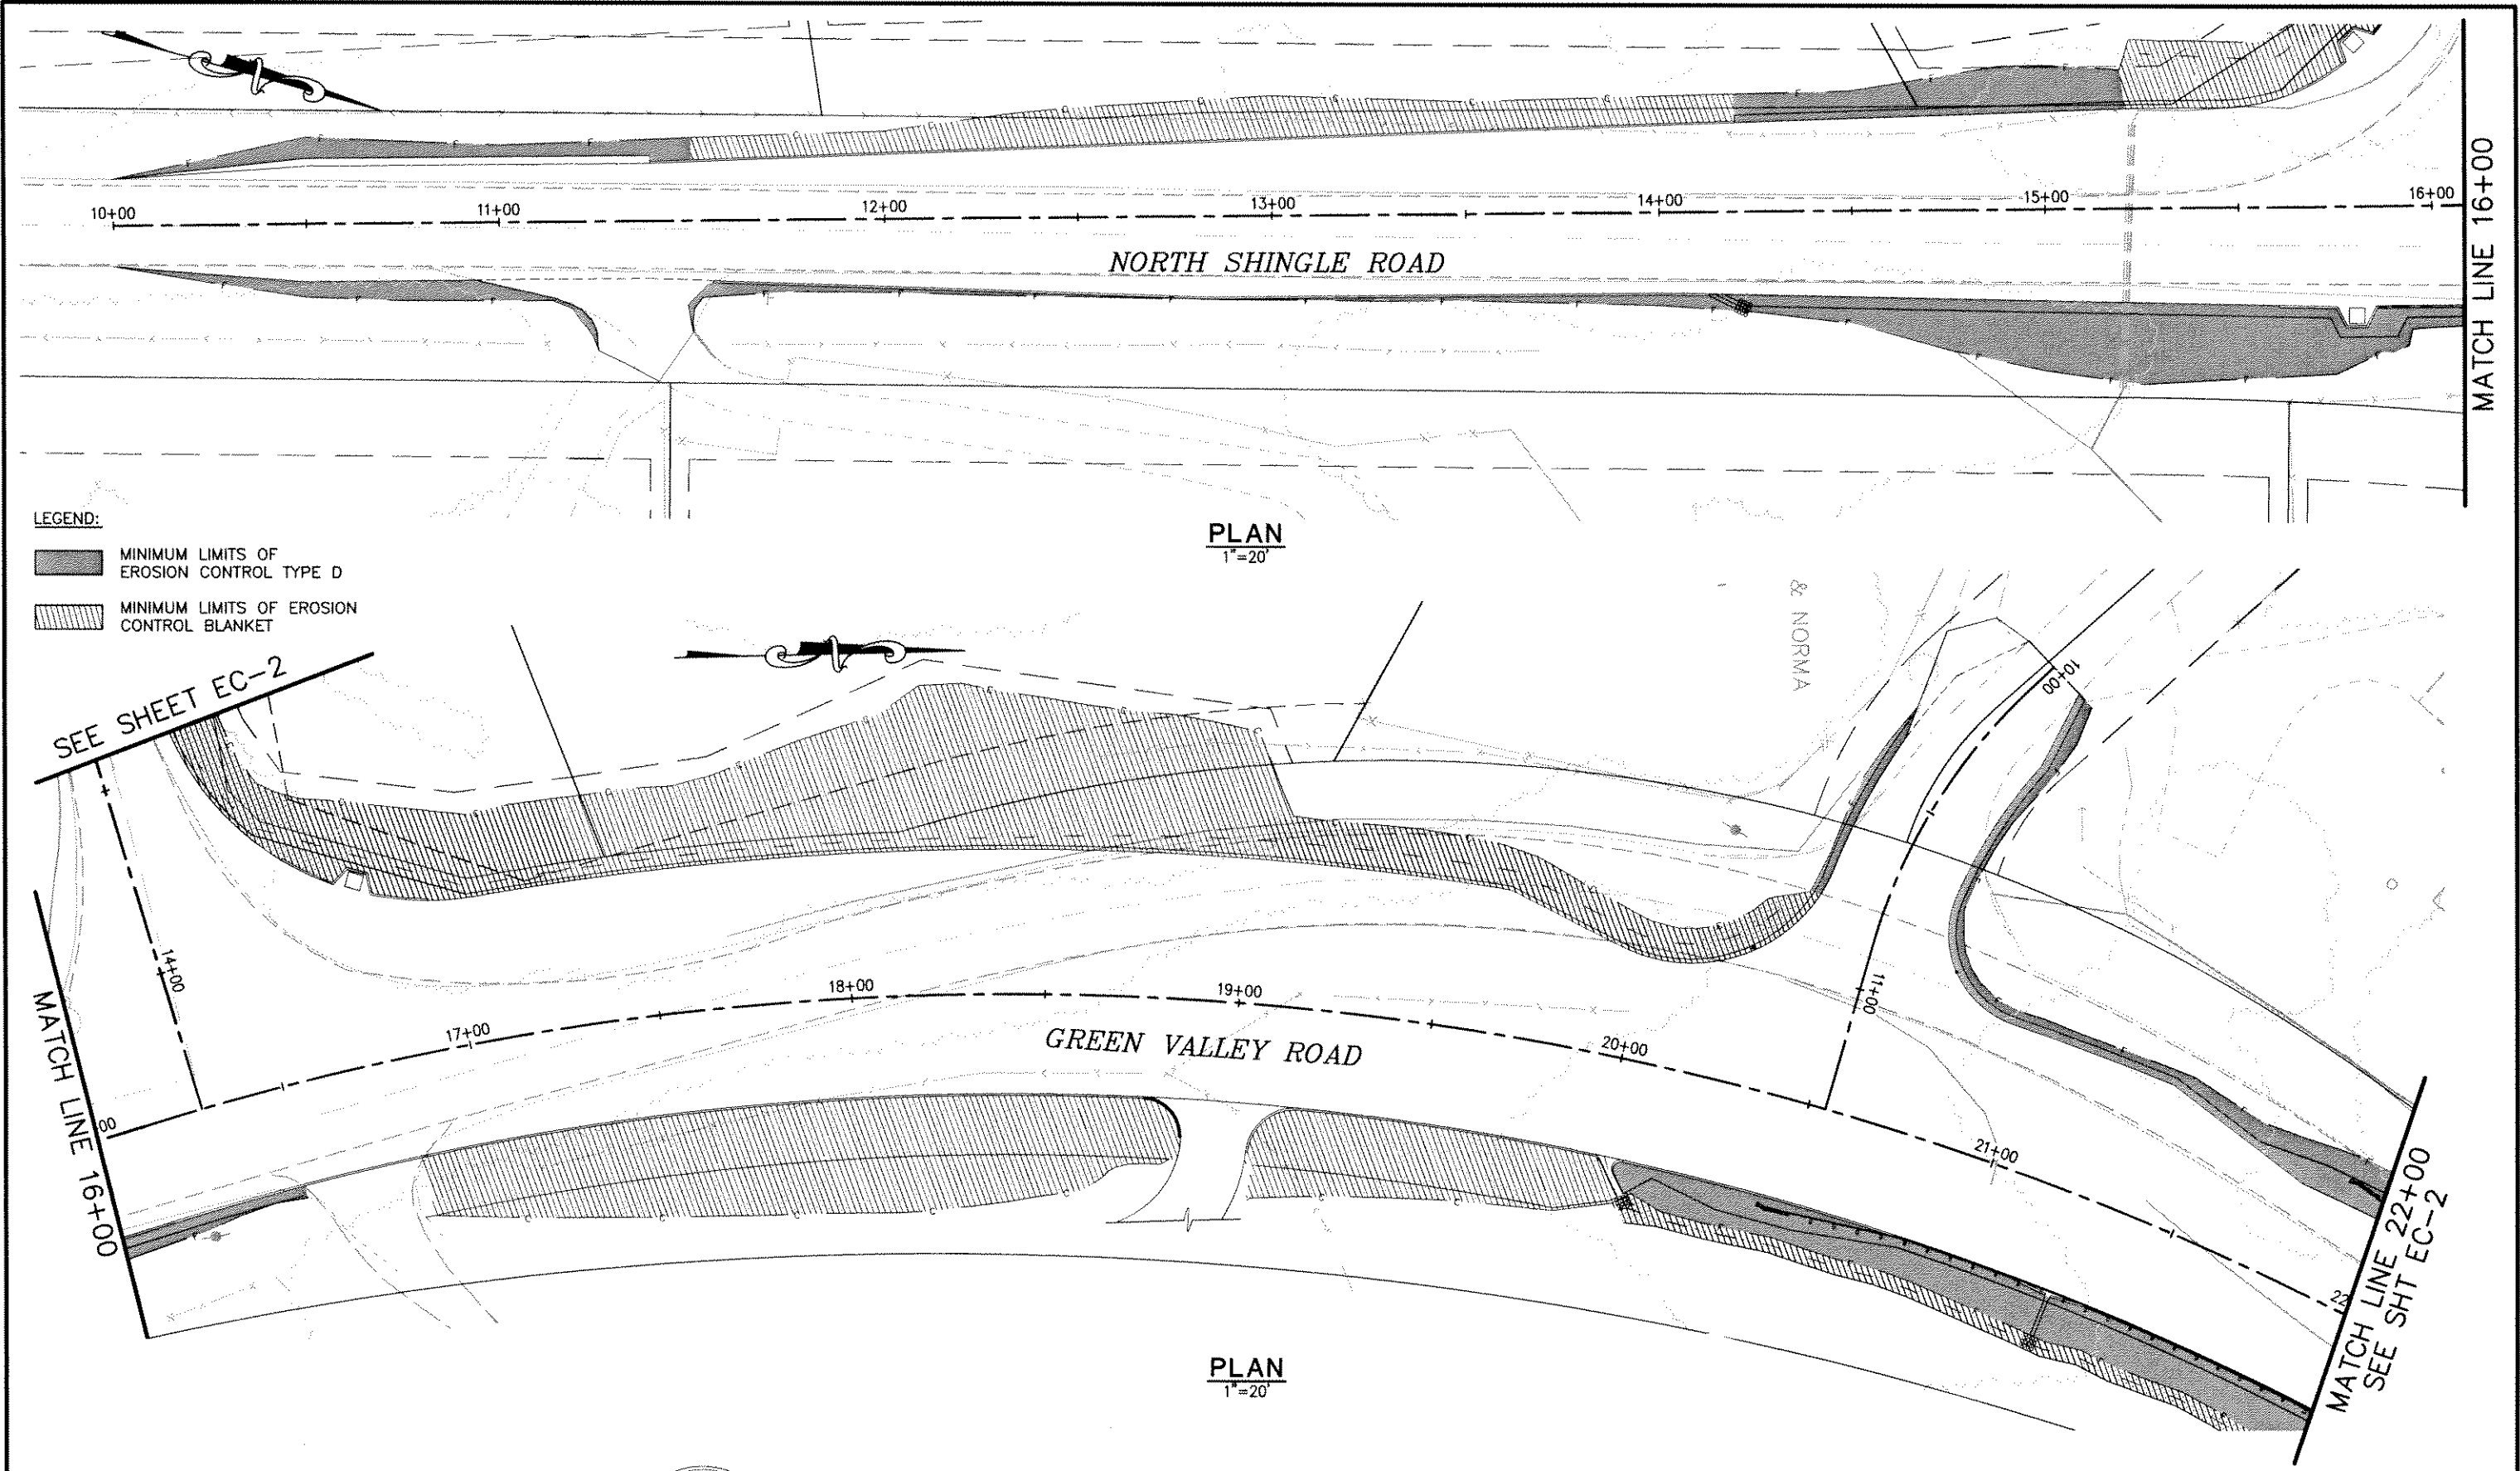 10+00
11+00
12+00
13+00
14+00
15+00
16+00
NORTH SHINGLE ROAD
MATCH LINE 16+00
LEGEND:
MINIMUM LIMITS OF
EROSION CONTROL TYPE D
MINIMUM LIMITS OF EROSION
CONTROL BLANKET
PLAN
1"=20'
& NORMA
SEE SHEET EC-2
10+00
14+00
11+00
17+00
18+00
19+00
20+00
21+00
22
00
GREEN VALLEY ROAD
MATCH LINE 16+00
MATCH LINE 22+00
SEE SHT EC-2
PLAN
1"=20'